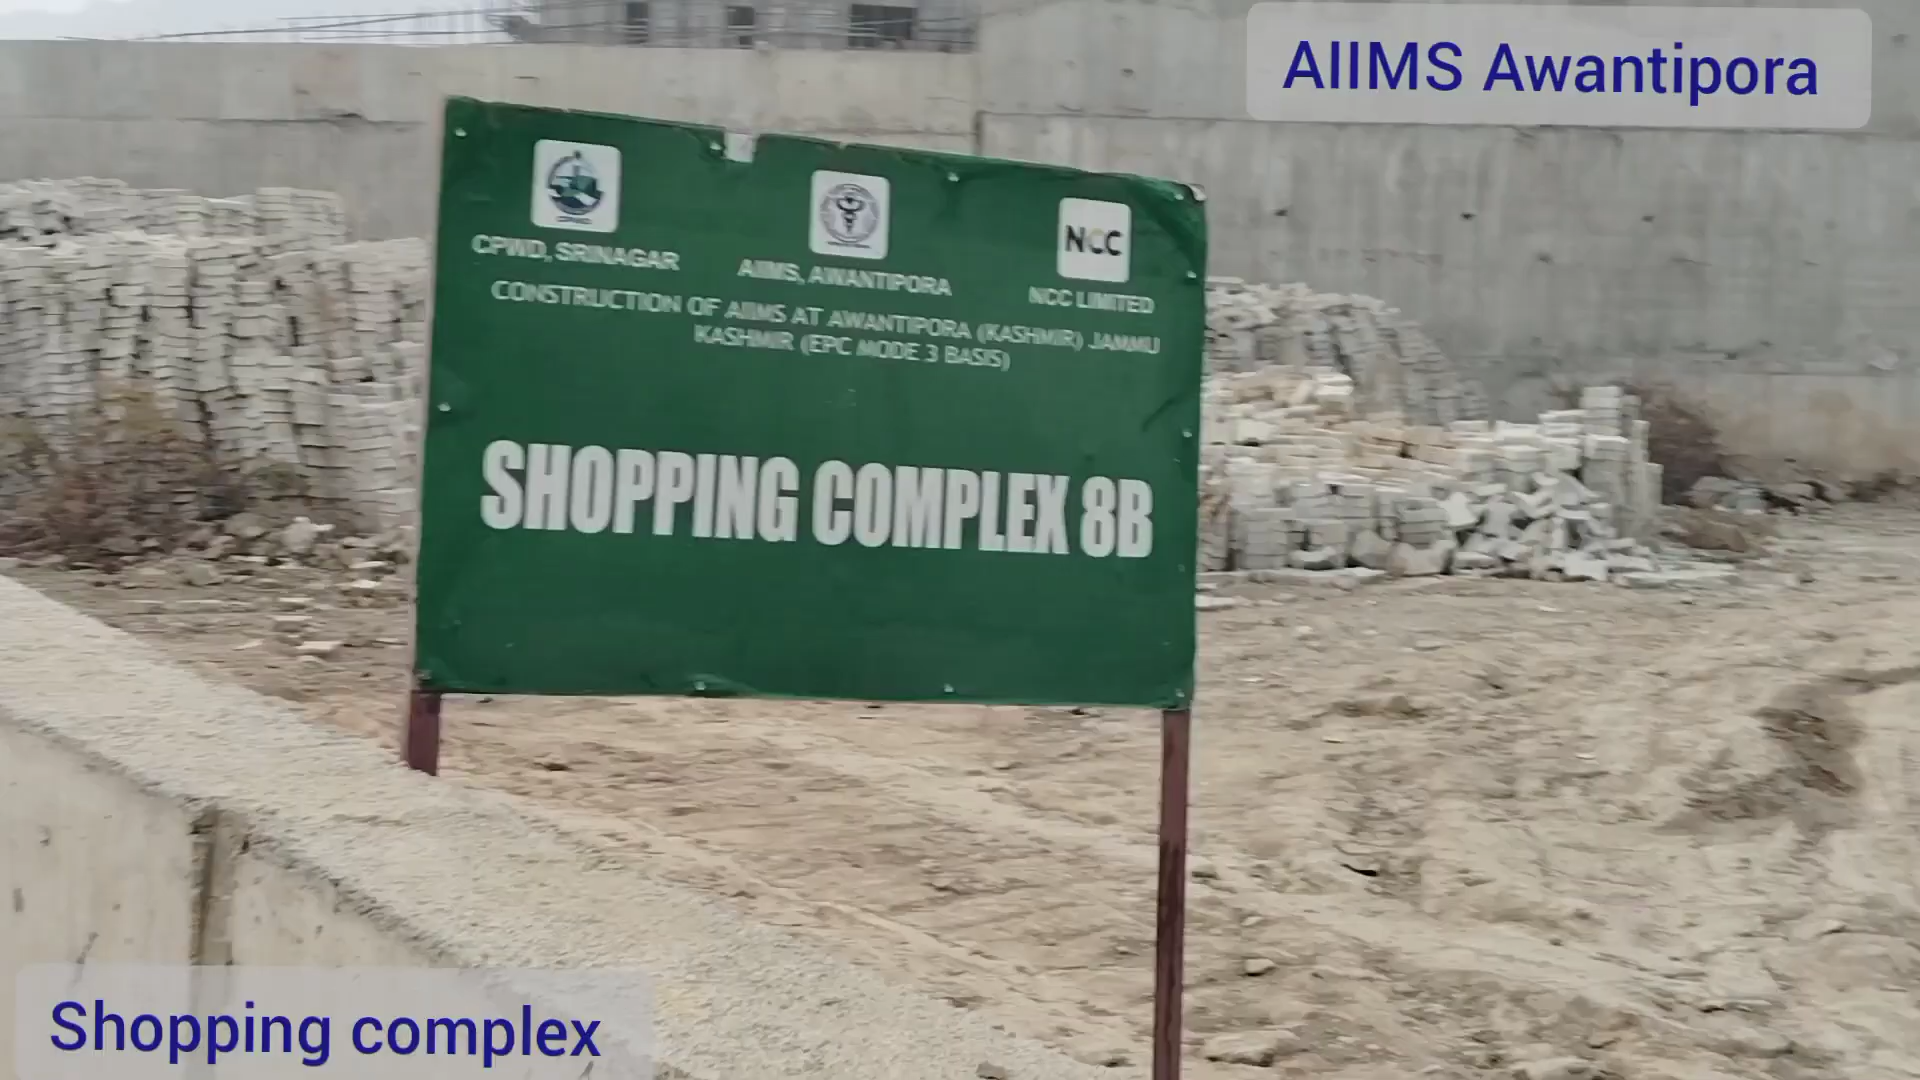 AIIMS Awantipora
CPWD
NCC
CPWD, SRINAGAR
AIIMS, AWANTIPORA
NCC LIMITED
CONSTRUCTION OF AIIMS AT AWANTIPORA (KASHMIR) JAMMU
KASHMIR (EPC MODE 3 BASIS)
SHOPPING COMPLEX 8B
Shopping complex